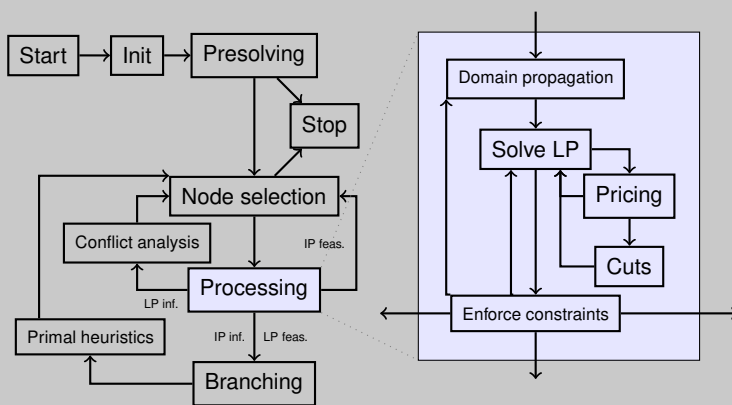 Start
Init
Presolving
Stop
Node selection
Conflict analysis
IP feas.
Processing
LP inf.
Primal heuristics
IP inf.
LP feas.
Branching
Domain propagation
Solve LP
Pricing
Cuts
Enforce constraints